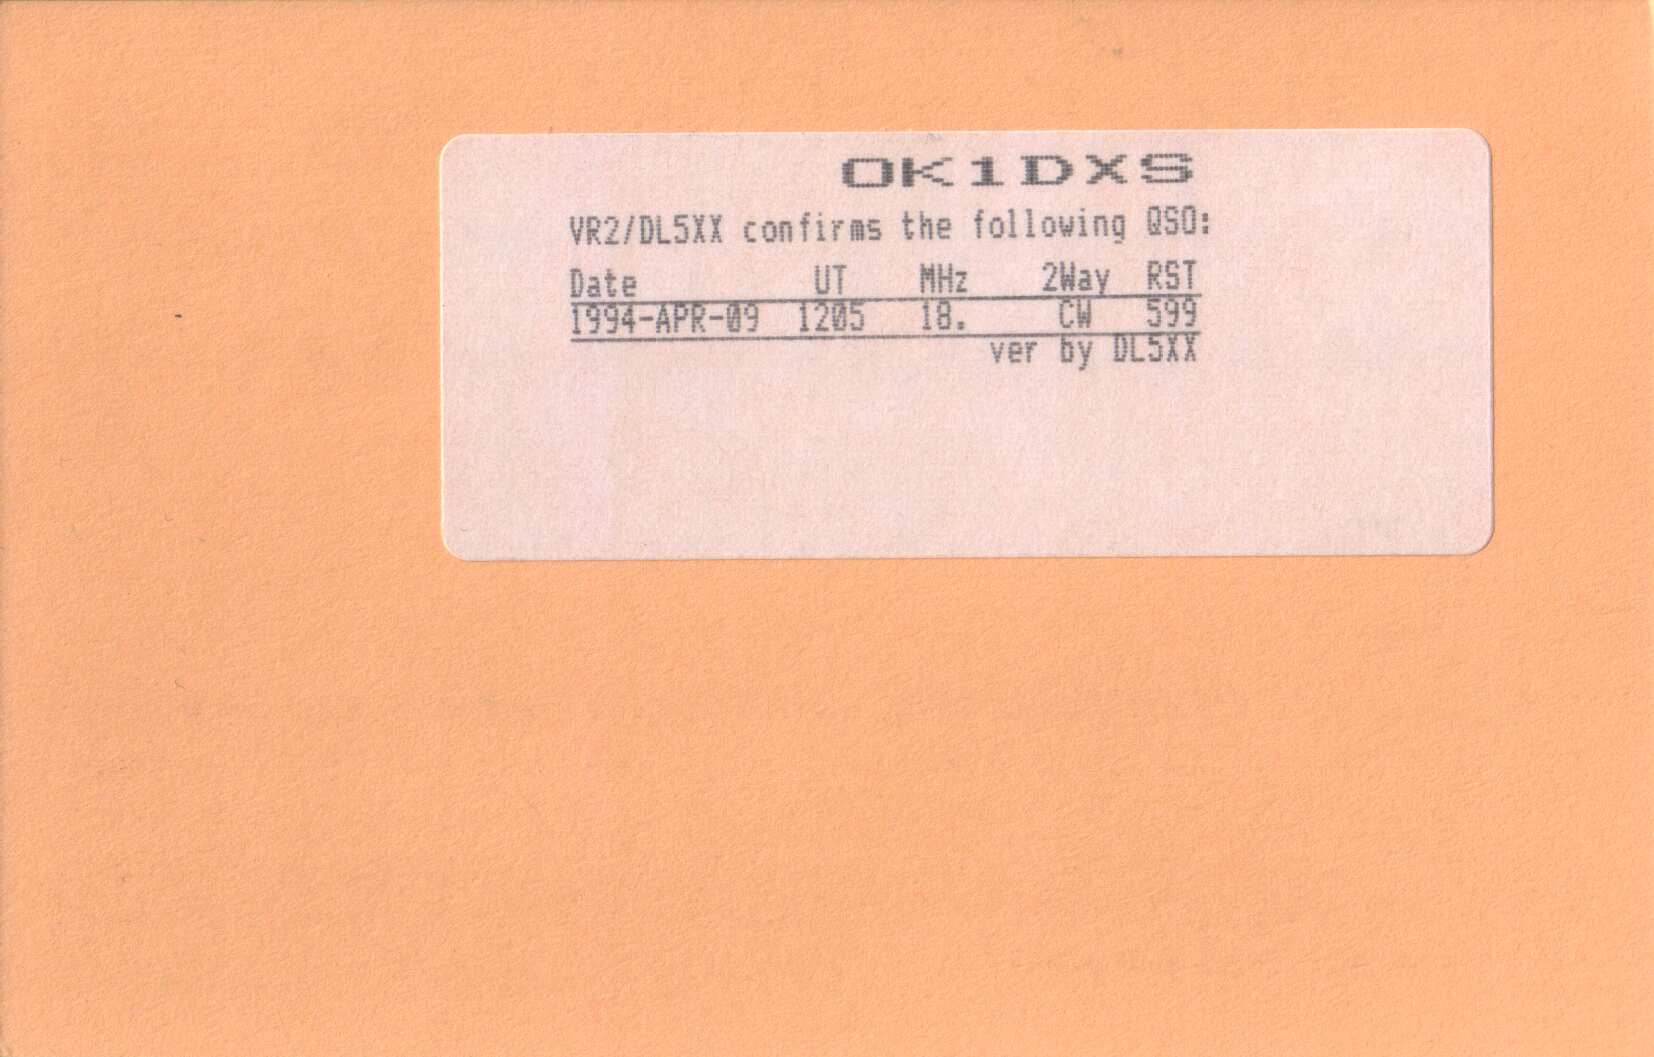 OK1DXS
VR2/DL5XX confirms the following QSO:
Date UT MHz 2Way RST
1994-APR-09 1205 18. CW 599
ver by DL5XX